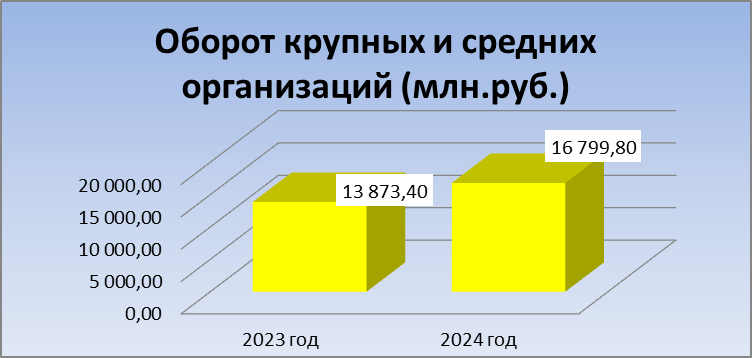 Оборот крупных и средних
организаций (млн.руб.)
16 799,80
13 873,40
20 000,00
15 000,00
10 000,00
5 000,00
0,00
2023 год
2024 год